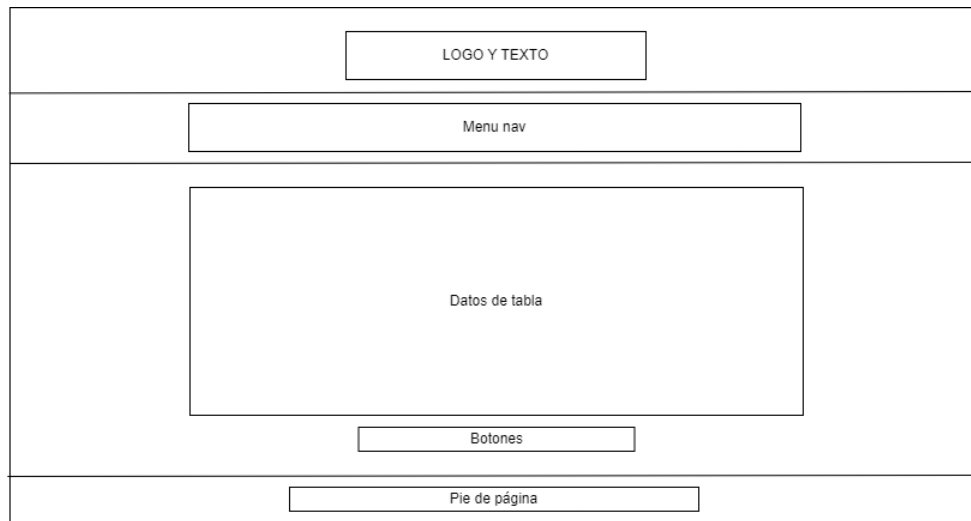 LOGO Y TEXTO
Menu nav
Datos de tabla
Botones
Pie de página